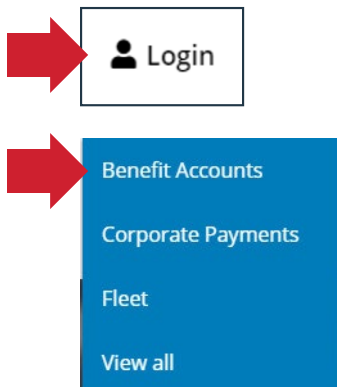 Login
Benefit Accounts
Corporate Payments
Fleet
View all